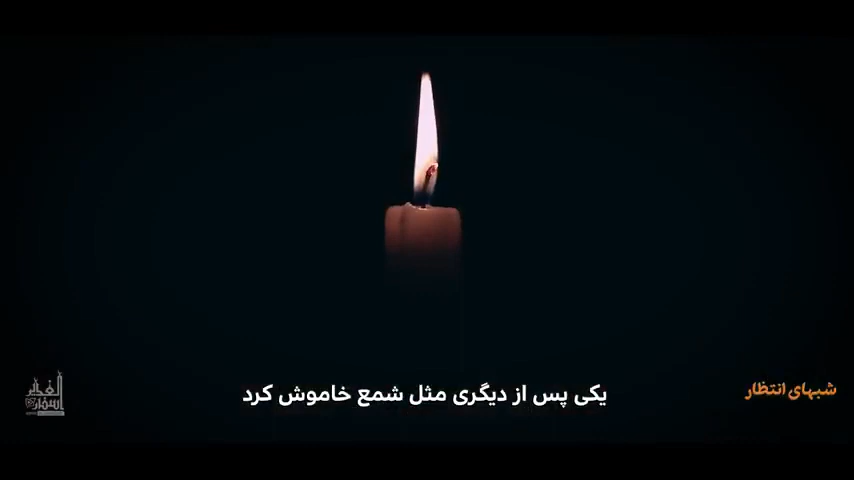 یکی پس از دیگری مثل شمع خاموش کرد
شبهای انتظار